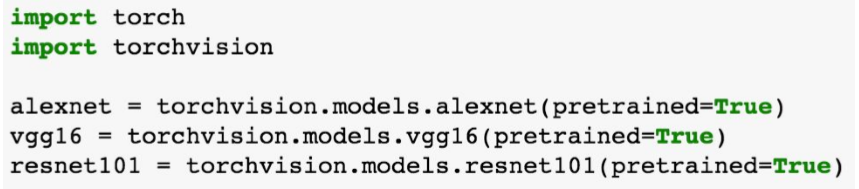 import torch
import torchvision
alexnet = torchvision.models.alexnet(pretrained=True)
vgg16 = torchvision.models.vgg16(pretrained=True)
resnet101 = torchvision.models.resnet101(pretrained=True)